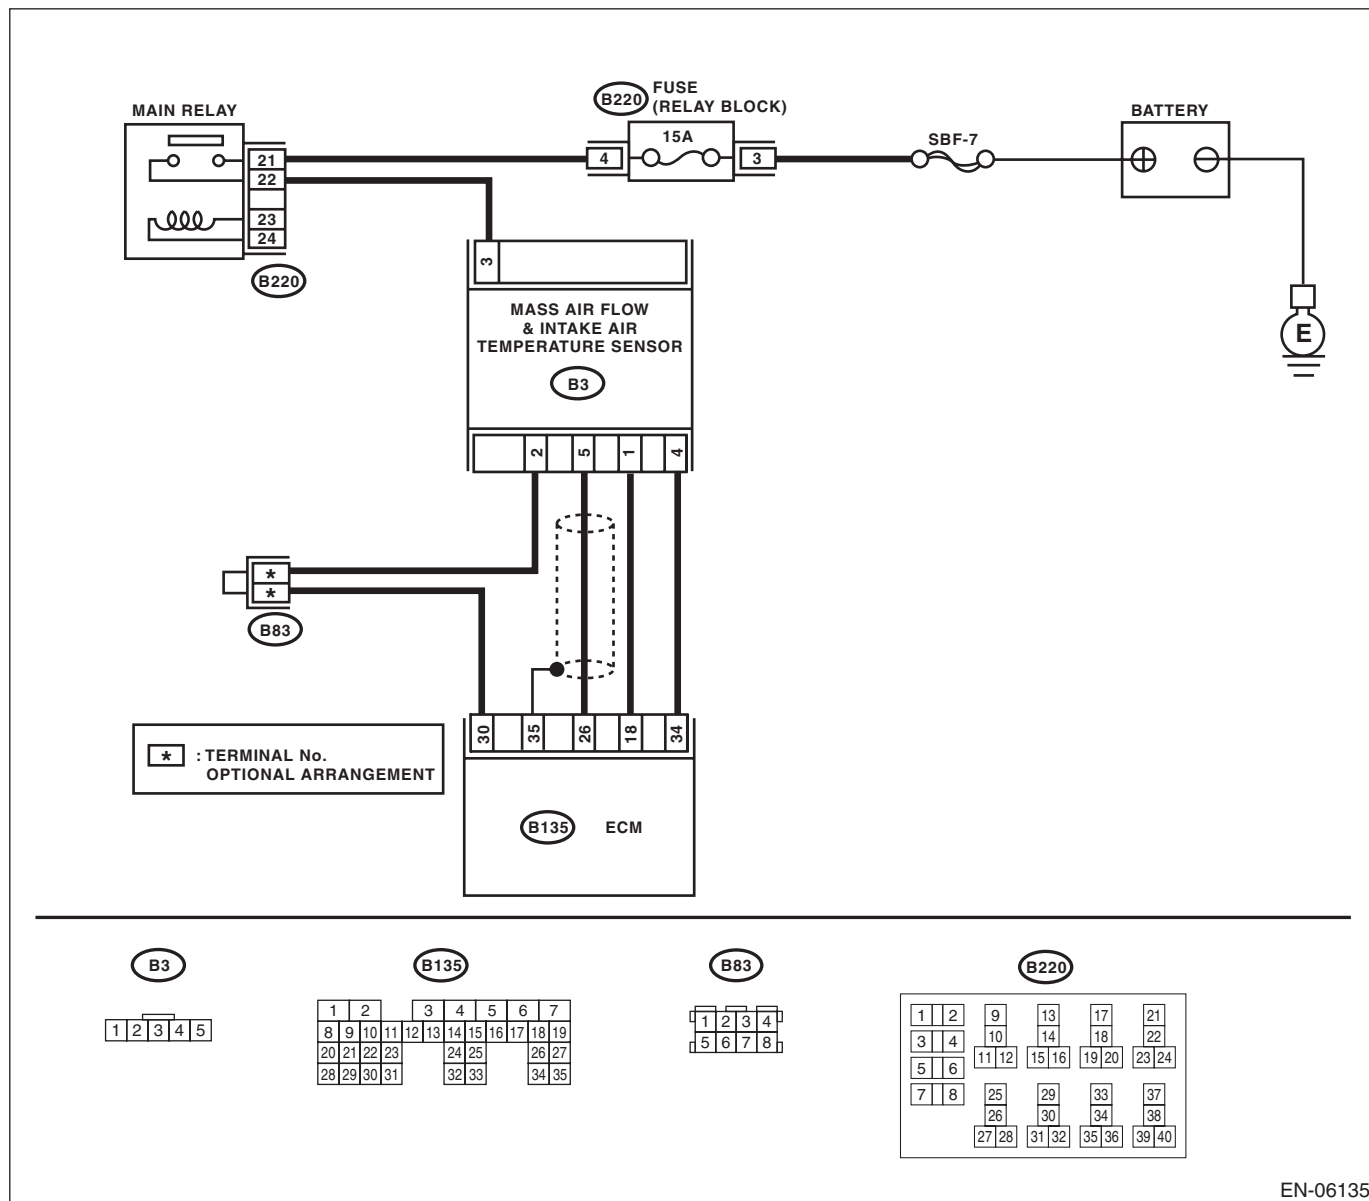 FUSE
B220 (RELAY BLOCK)
MAIN RELAY
BATTERY
15A
SBF-7
21
4
3
22
23
24
B220
3
E
MASS AIR FLOW
& INTAKE AIR
TEMPERATURE SENSOR
B3
2 5 1 4
*
*
B83
30 35 26 18 34
* : TERMINAL No.
OPTIONAL ARRANGEMENT
B135 ECM
B3
1 2 3 4 5
B135
1 2 3 4 5 6 7
8 9 10 11 12 13 14 15 16 17 18 19
20 21 22 23 24 25 26 27
28 29 30 31 32 33 34 35
B83
1 2 3 4
5 6 7 8
B220
1 2 9 13 17 21
3 4 10 14 18 22
11 12 15 16 19 20 23 24
5 6
7 8 25 29 33 37
26 30 34 38
27 28 31 32 35 36 39 40
EN-06135